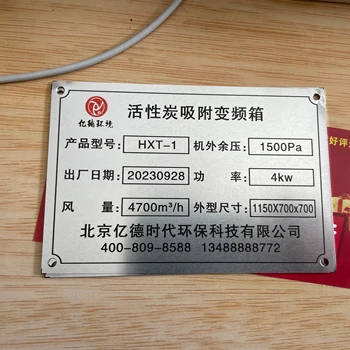 亿德环境
活性炭吸附变频箱
产品型号: HXT-1 机外余压: 1500Pa
出厂日期: 20230928 功 率: 4kw
风 量: 4700m³/h 外型尺寸: 1150X700x700
北京亿德时代环保科技有限公司
400-809-8588 13488888772
好评